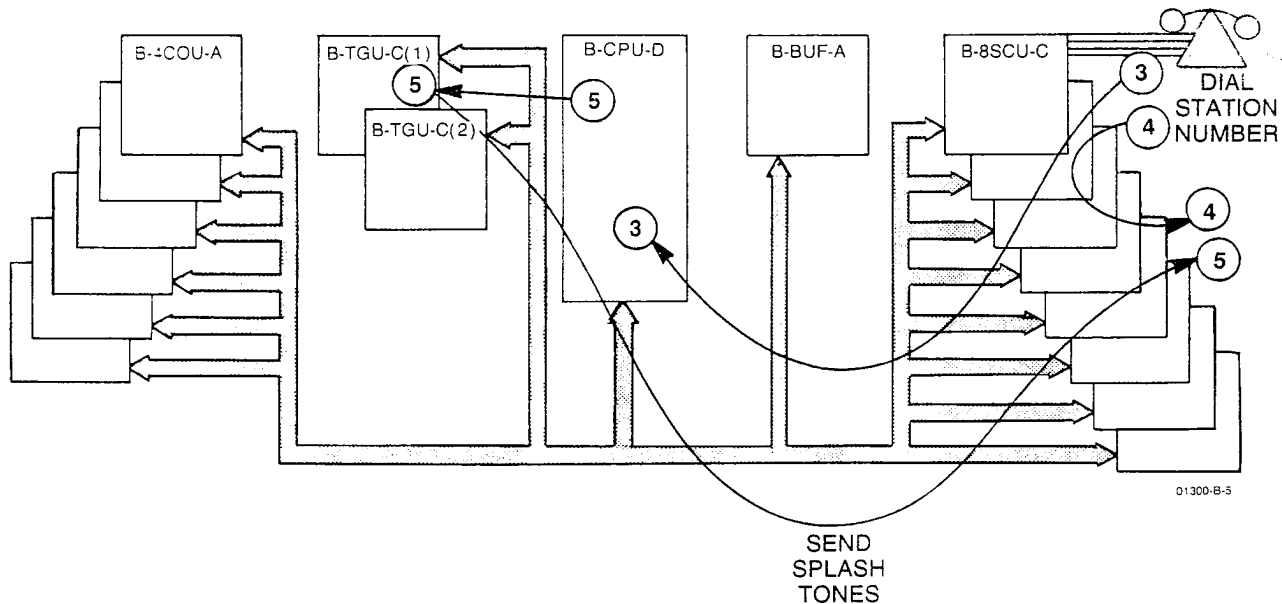 B-4COU-A
B-TGU-C(1)
B-CPU-D
B-BUF-A
B-8SCU-C
3
DIAL
STATION
NUMBER
5
5
4
B-TGU-C(2)
3
4
5
01300-B-5
SEND
SPLASH
TONES